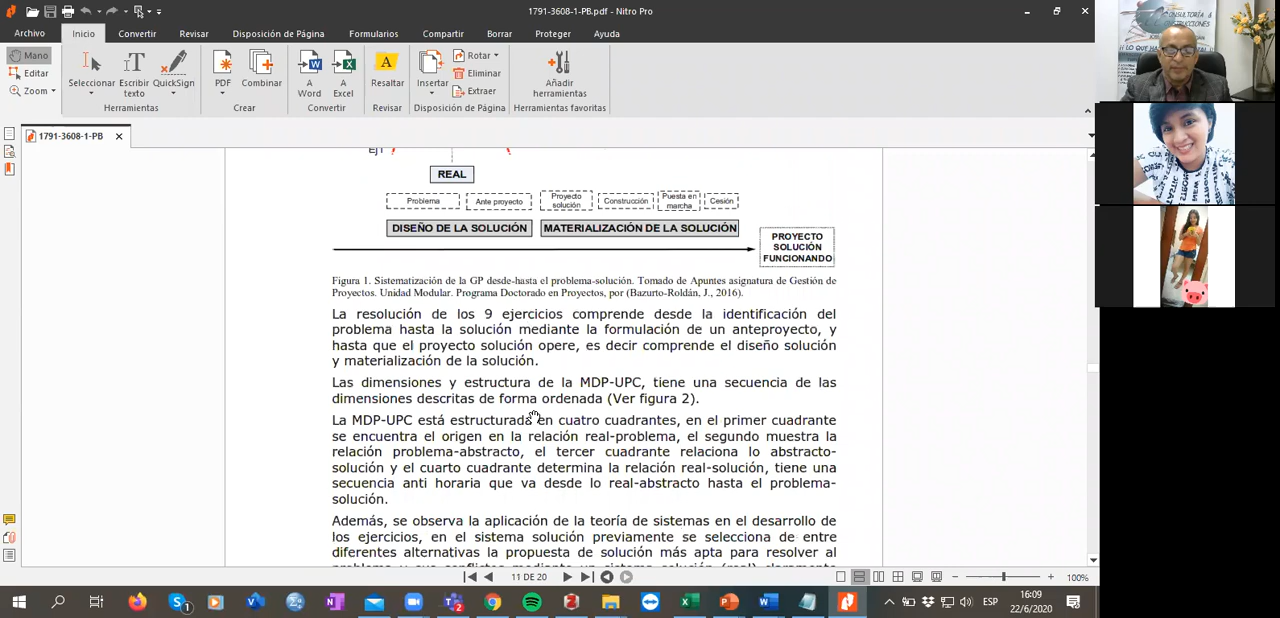 1791-3608-1-PB.pdf - Nitro Pro
Archivo Inicio Convertir Revisar Disposición de Página Formularios Compartir Borrar Proteger Ayuda
Mano
Editar
Zoom
Seleccionar
Escribir texto
QuickSign
Herramientas
PDF
Combinar
Crear
A Word
A Excel
Convertir
Resaltar
Revisar
Insertar
Rotar
Eliminar
Extraer
Disposición de Página
Añadir herramientas
Herramientas favoritas
1791-3608-1-PB
REAL
Problema
Ante proyecto
Proyecto solución
Construcción
Puesta en marcha
Cesión
DISEÑO DE LA SOLUCIÓN
MATERIALIZACIÓN DE LA SOLUCIÓN
PROYECTO
SOLUCIÓN
FUNCIONANDO
Figura 1. Sistematización de la GP desde-hasta el problema-solución. Tomado de Apuntes asignatura de Gestión de
Proyectos. Unidad Modular. Programa Doctorado en Proyectos, por (Bazurto-Roldán, J., 2016).
La resolución de los 9 ejercicios comprende desde la identificación del
problema hasta la solución mediante la formulación de un anteproyecto, y
hasta que el proyecto solución opere, es decir comprende el diseño solución
y materialización de la solución.
Las dimensiones y estructura de la MDP-UPC, tiene una secuencia de las
dimensiones descritas de forma ordenada (Ver figura 2).
La MDP-UPC está estructurada en cuatro cuadrantes, en el primer cuadrante
se encuentra el origen en la relación real-problema, el segundo muestra la
relación problema-abstracto, el tercer cuadrante relaciona lo abstracto-
solución y el cuarto cuadrante determina la relación real-solución, tiene una
secuencia anti horaria que va desde lo real-abstracto hasta el problema-
solución.
Además, se observa la aplicación de la teoría de sistemas en el desarrollo de
los ejercicios, en el sistema solución previamente se selecciona de entre
diferentes alternativas la propuesta de solución más apta para resolver al
11 DE 20
100%
ESP
16:09
22/6/2020